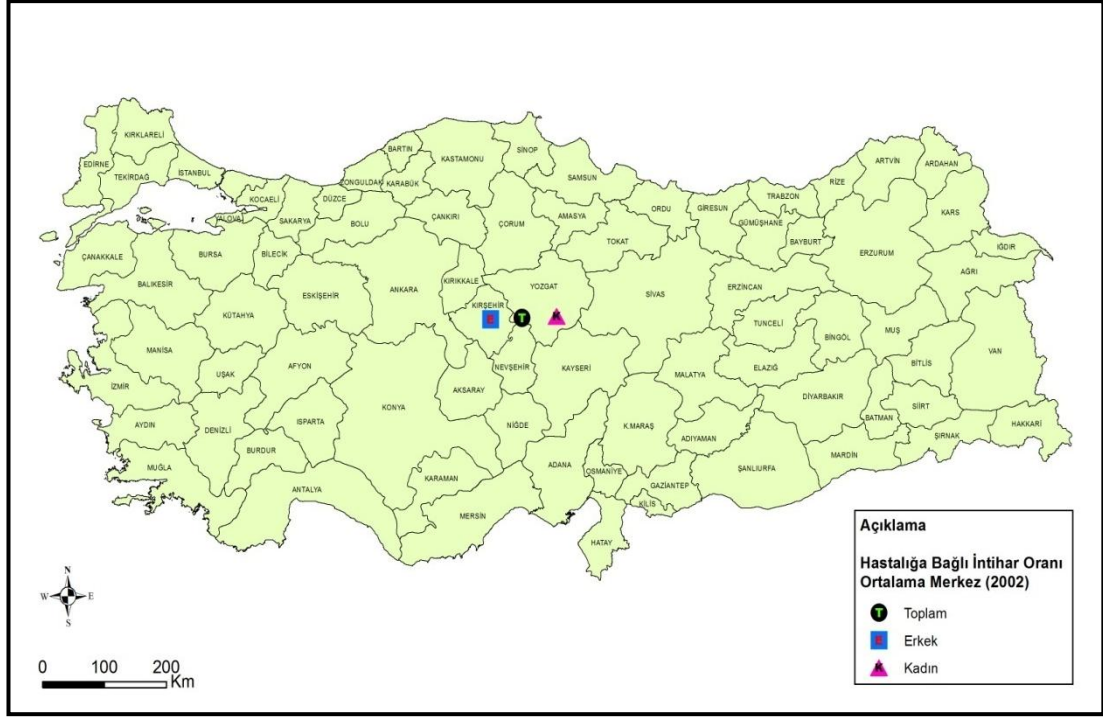 KIRKLARELİ
EDİRNE
TEKİRDAĞ
İSTANBUL
KOCAELİ
YALOVA
SAKARYA
DÜZCE
ZONGULDAK
BARTIN
KARABÜK
KASTAMONU
SİNOP
SAMSUN
BOLU
ÇANKIRI
ÇORUM
AMASYA
ORDU
GİRESUN
TRABZON
RİZE
ARTVİN
ARDAHAN
KARS
GÜMÜŞHANE
BAYBURT
TOKAT
ERZURUM
IĞDIR
AĞRI
ÇANAKKALE
BALIKESİR
BURSA
BİLECİK
ESKİŞEHİR
ANKARA
KIRIKKALE
YOZGAT
SİVAS
ERZİNCAN
KÜTAHYA
KIRŞEHİR
E
T
K
TUNCELİ
BİNGÖL
MUŞ
MANİSA
UŞAK
AFYON
NEVŞEHİR
KAYSERİ
MALATYA
ELAZIĞ
BİTLİS
VAN
İZMİR
KONYA
AKSARAY
DİYARBAKIR
SİİRT
AYDIN
DENİZLİ
ISPARTA
NİĞDE
K.MARAŞ
ADIYAMAN
BATMAN
ŞIRNAK
HAKKARİ
BURDUR
MUĞLA
ANTALYA
KARAMAN
ADANA
OSMANİYE
GAZİANTEP
ŞANLIURFA
MARDİN
MERSİN
KİLİS
HATAY
N
W
E
S
0 100 200
Km
Açıklama
Hastalığa Bağlı İntihar Oranı
Ortalama Merkez (2002)
T Toplam
E Erkek
K Kadın